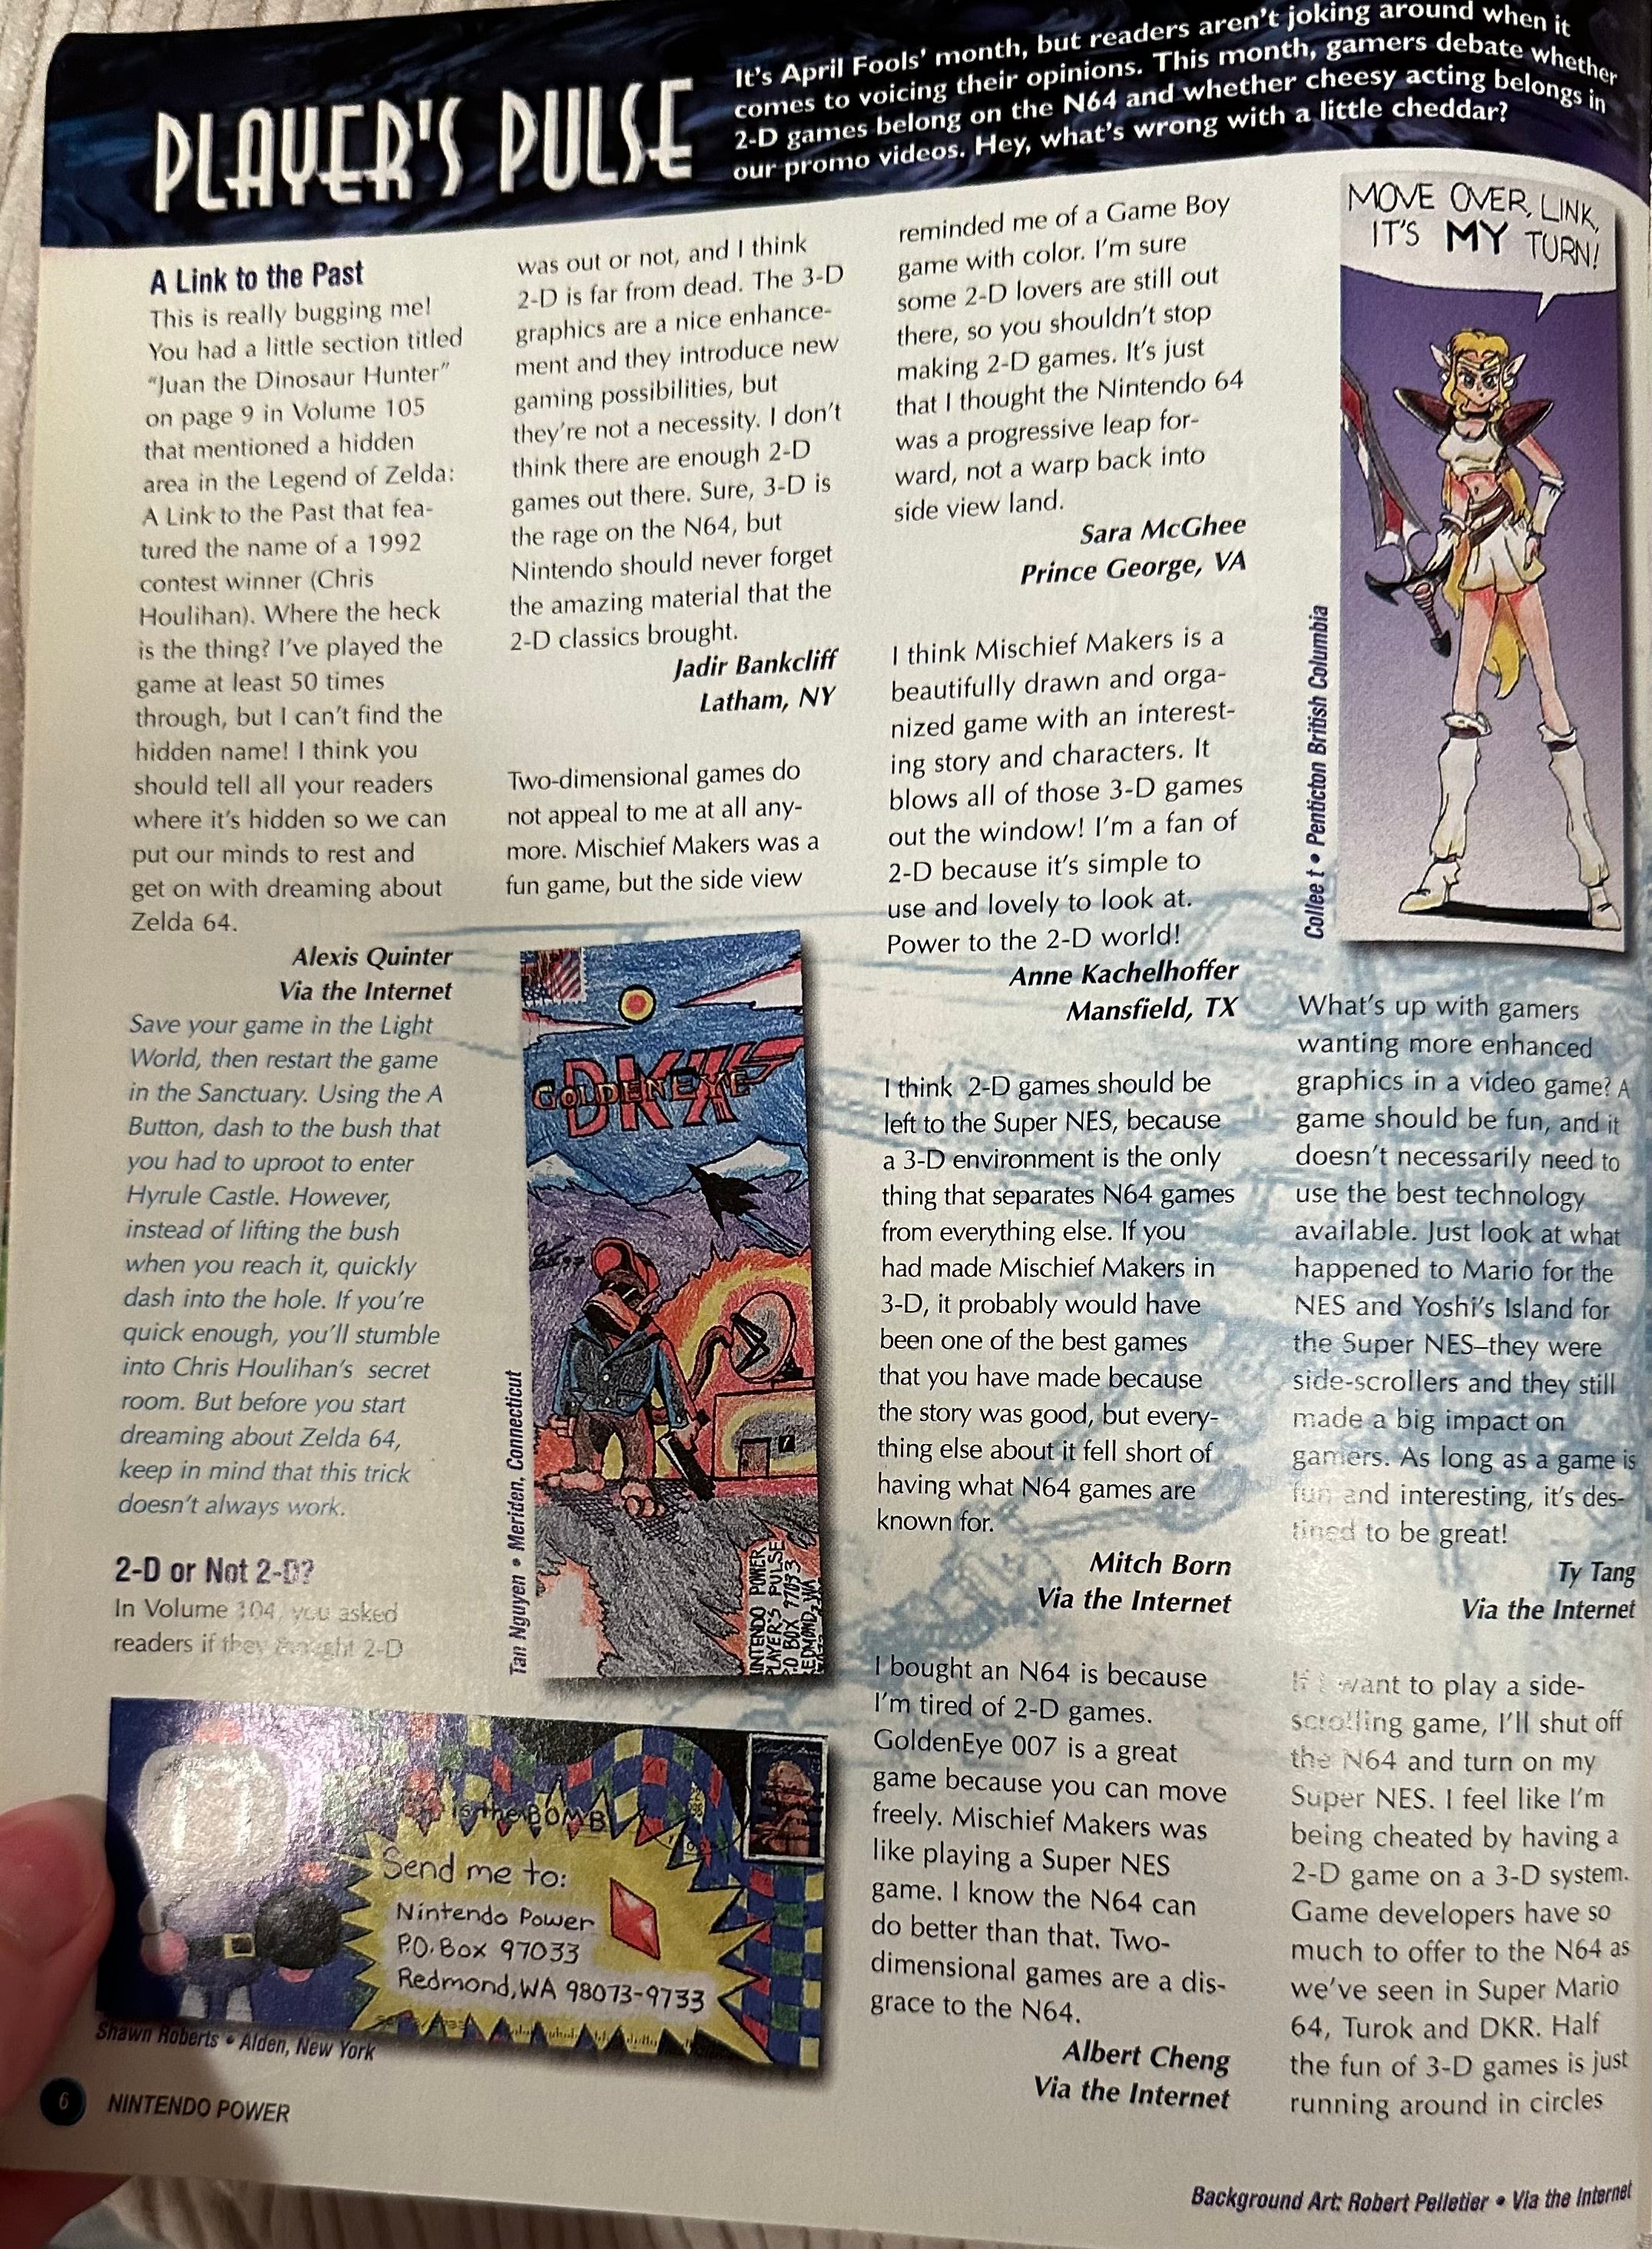 PLAYER'S PULSE
It's April Fools' month, but readers aren't joking around when it
comes to voicing their opinions. This month, gamers debate whether
2-D games belong on the N64 and whether cheesy acting belongs in
our promo videos. Hey, what's wrong with a little cheddar?
A Link to the Past
This is really bugging me!
You had a little section titled
"Juan the Dinosaur Hunter"
on page 9 in Volume 105
that mentioned a hidden
area in the Legend of Zelda:
A Link to the Past that fea-
tured the name of a 1992
contest winner (Chris
Houlihan). Where the heck
is the thing? I've played the
game at least 50 times
through, but I can't find the
hidden name! I think you
should tell all your readers
where it's hidden so we can
put our minds to rest and
get on with dreaming about
Zelda 64.
Alexis Quinter
Via the Internet
Save your game in the Light
World, then restart the game
in the Sanctuary. Using the A
Button, dash to the bush that
you had to uproot to enter
Hyrule Castle. However,
instead of lifting the bush
when you reach it, quickly
dash into the hole. If you're
quick enough, you'll stumble
into Chris Houlihan's secret
room. But before you start
dreaming about Zelda 64,
keep in mind that this trick
doesn't always work.
2-D or Not 2-D?
In Volume 104, you asked
readers if they thought 2-D
was out or not, and I think
2-D is far from dead. The 3-D
graphics are a nice enhance-
ment and they introduce new
gaming possibilities, but
they're not a necessity. I don't
think there are enough 2-D
games out there. Sure, 3-D is
the rage on the N64, but
Nintendo should never forget
the amazing material that the
2-D classics brought.
Jadir Bankcliff
Latham, NY
Two-dimensional games do
not appeal to me at all any-
more. Mischief Makers was a
fun game, but the side view
reminded me of a Game Boy
game with color. I'm sure
some 2-D lovers are still out
there, so you shouldn't stop
making 2-D games. It's just
that I thought the Nintendo 64
was a progressive leap for-
ward, not a warp back into
side view land.
Sara McGhee
Prince George, VA
I think Mischief Makers is a
beautifully drawn and orga-
nized game with an interest-
ing story and characters. It
blows all of those 3-D games
out the window! I'm a fan of
2-D because it's simple to
use and lovely to look at.
Power to the 2-D world!
Anne Kachelhoffer
Mansfield, TX
I think 2-D games should be
left to the Super NES, because
a 3-D environment is the only
thing that separates N64 games
from everything else. If you
had made Mischief Makers in
3-D, it probably would have
been one of the best games
that you have made because
the story was good, but every-
thing else about it fell short of
having what N64 games are
known for.
Mitch Born
Via the Internet
I bought an N64 is because
I'm tired of 2-D games.
GoldenEye 007 is a great
game because you can move
freely. Mischief Makers was
like playing a Super NES
game. I know the N64 can
do better than that. Two-
dimensional games are a dis-
grace to the N64.
Albert Cheng
Via the Internet
MOVE OVER, LINK,
IT'S MY TURN!
Collee t • Penticton British Columbia
What's up with gamers
wanting more enhanced
graphics in a video game? A
game should be fun, and it
doesn't necessarily need to
use the best technology
available. Just look at what
happened to Mario for the
NES and Yoshi's Island for
the Super NES–they were
side-scrollers and they still
made a big impact on
gamers. As long as a game is
fun and interesting, it's des-
tined to be great!
Ty Tang
Via the Internet
If I want to play a side-
scrolling game, I'll shut off
the N64 and turn on my
Super NES. I feel like I'm
being cheated by having a
2-D game on a 3-D system.
Game developers have so
much to offer to the N64 as
we've seen in Super Mario
64, Turok and DKR. Half
the fun of 3-D games is just
running around in circles
GOLDENEYE
DKR
NINTENDO POWER
PLAYER'S PULSE
P.O BOX 97033
REDMOND, WA
Tan Nguyen • Meriden, Connecticut
is the BOMB
Send me to:
Nintendo Power
P.O. Box 97033
Redmond, WA 98073-9733
Shawn Roberts • Alden, New York
6 NINTENDO POWER
Background Art: Robert Pelletier • Via the Internet